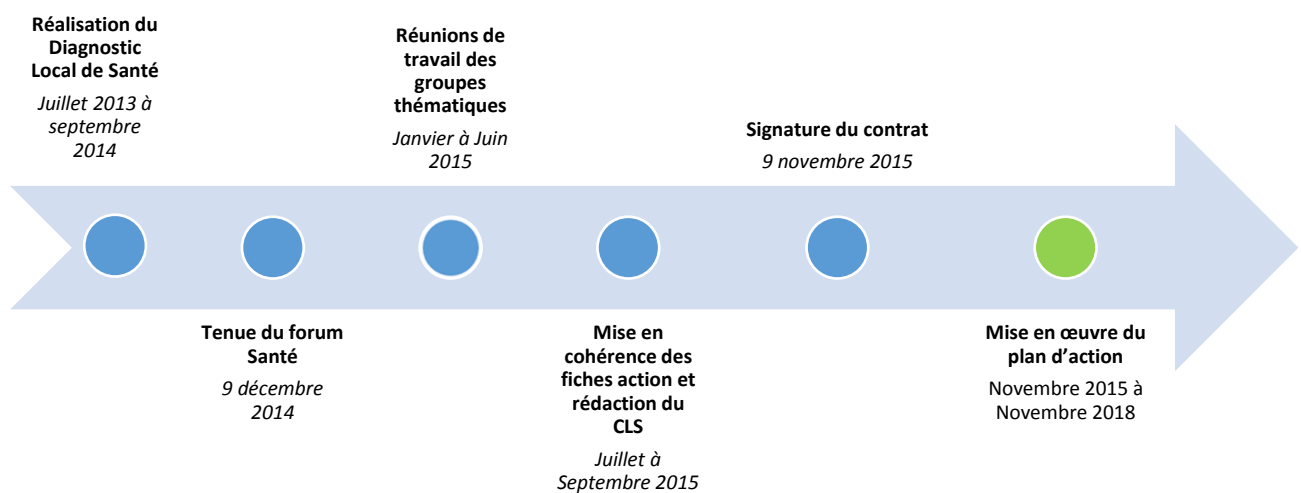 Réalisation du
Diagnostic
Local de Santé
Juillet 2013 à
septembre
2014
Tenue du forum
Santé
9 décembre
2014
Réunions de
travail des
groupes
thématiques
Janvier à Juin
2015
Mise en
cohérence des
fiches action et
rédaction du
CLS
Juillet à
Septembre 2015
Signature du contrat
9 novembre 2015
Mise en œuvre du
plan d’action
Novembre 2015 à
Novembre 2018